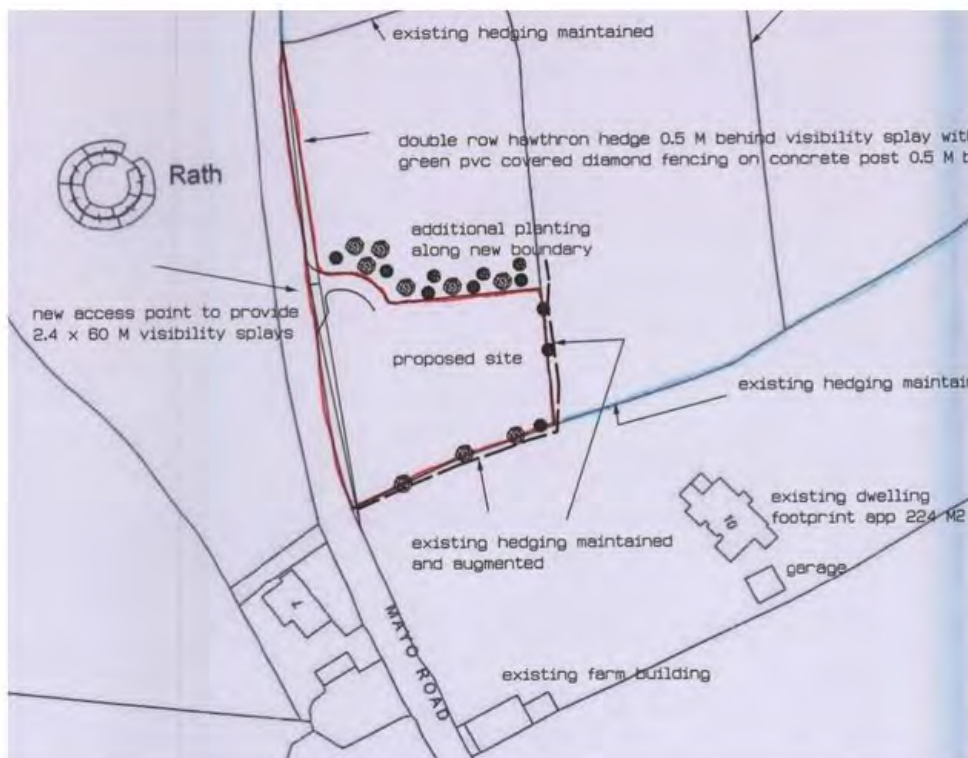 existing hedging maintained
double row hawthron hedge 0.5 M behind visibility splay
green pvc covered diamond fencing on concrete post 0.5 M
Rath
additional planting
along new boundary
new access point to provide
2.4 x 60 M visibility splays
proposed site
existing hedging
existing dwelling
footprint app 224 M2
10
existing hedging maintained
and augmented
garage
7
MAYO ROAD
existing farm building